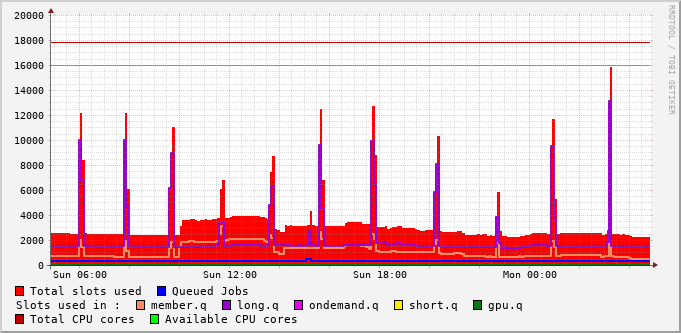 20000
18000
16000
14000
12000
10000
8000
6000
4000
2000
0
Sun 06:00 Sun 12:00 Sun 18:00 Mon 00:00
RRDTOOL / TOBI OETIKER
Total slots used Queued Jobs
Slots used in : member.q long.q ondemand.q short.q gpu.q
Total CPU cores Available CPU cores